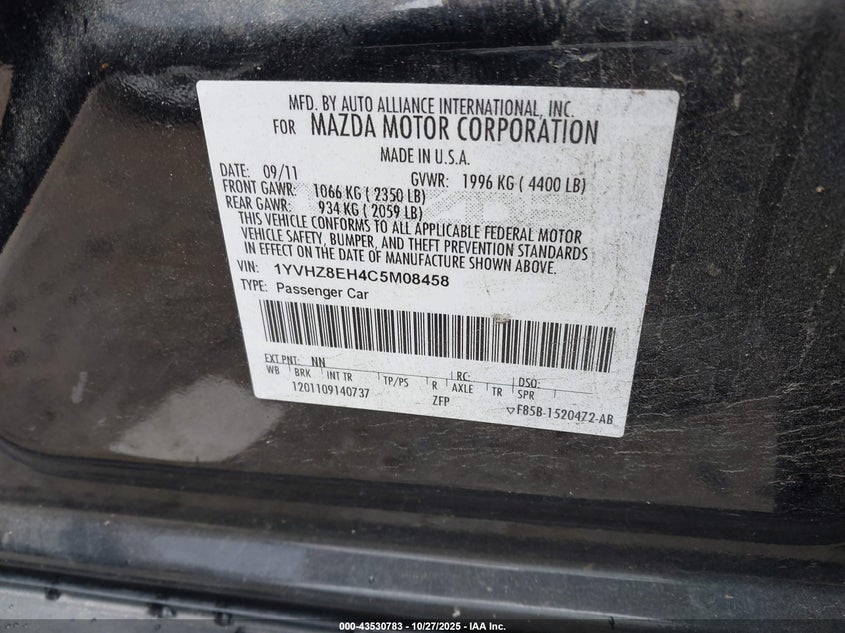 MFD. BY AUTO ALLIANCE INTERNATIONAL, INC.
FOR MAZDA MOTOR CORPORATION
MADE IN U.S.A.
DATE: 09/11 GVWR: 1996 KG ( 4400 LB)
FRONT GAWR: 1066 KG ( 2350 LB)
REAR GAWR: 934 KG ( 2059 LB)
THIS VEHICLE CONFORMS TO ALL APPLICABLE FEDERAL MOTOR
VEHICLE SAFETY, BUMPER, AND THEFT PREVENTION STANDARDS
IN EFFECT ON THE DATE OF MANUFACTURE SHOWN ABOVE.
VIN: 1YVHZ8EH4C5M08458
TYPE: Passenger Car
EXT PNT: NN RC: DSO:
WB BRK INT TR TP/PS R AXLE TR SPR
1201109140737 ZFP F85B-1520472-AB
000-43530783 - 10/27/2025 - IAA Inc.